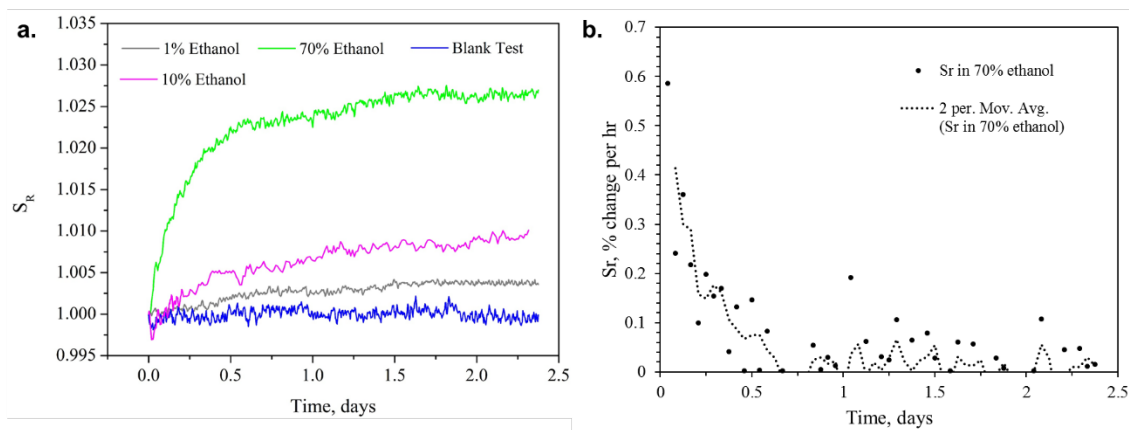 a.
1% Ethanol 70% Ethanol Blank Test
10% Ethanol
1.035
1.030
1.025
1.020
1.015
1.010
1.005
1.000
0.995
S_R
0.0 0.5 1.0 1.5 2.0 2.5
Time, days
b.
0.7
0.6
0.5
0.4
0.3
0.2
0.1
0
Sr, % change per hr
Sr in 70% ethanol
2 per. Mov. Avg.
(Sr in 70% ethanol)
0 0.5 1 1.5 2 2.5
Time, days